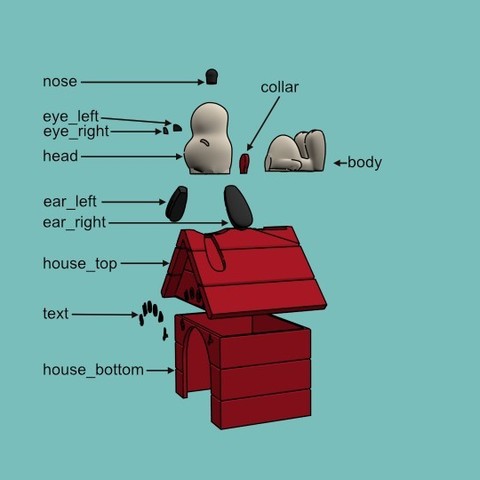 nose
collar
eye_left
eye_right
head
body
ear_left
ear_right
house_top
text
house_bottom